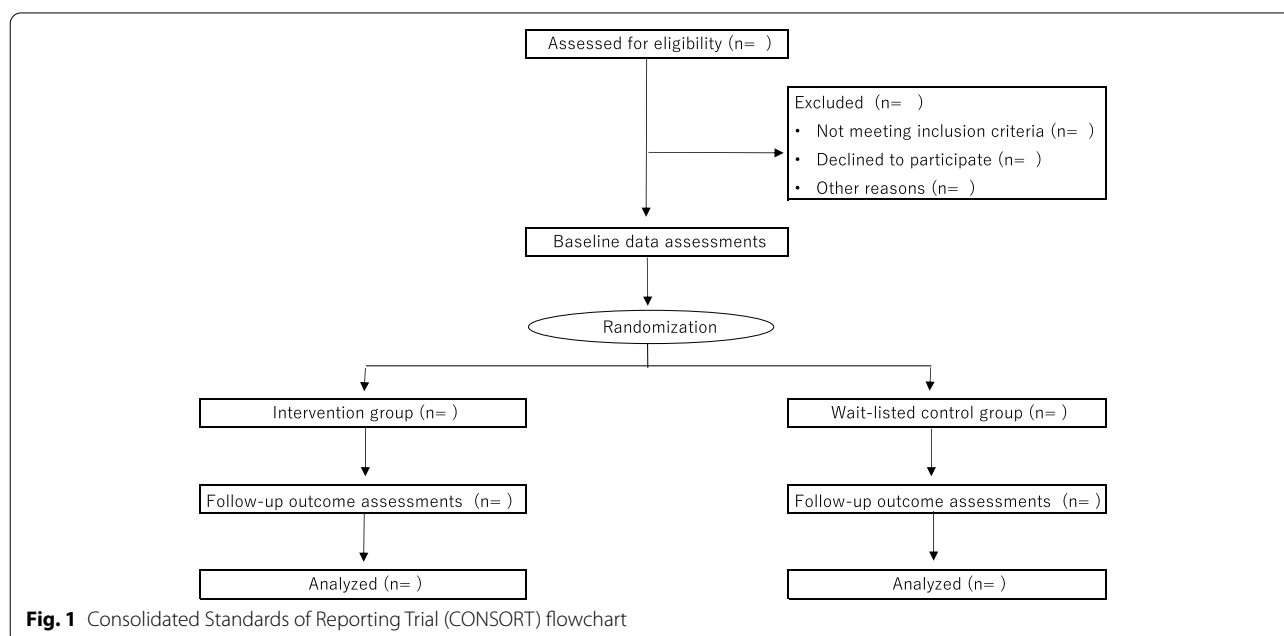 Assessed for eligibility (n=  )
Excluded  (n=   )
• Not meeting inclusion criteria (n=  )
• Declined to participate (n=  )
• Other reasons (n=  )
Baseline data assessments
Randomization
Intervention group (n= )
Wait-listed control group (n= )
Follow-up outcome assessments  (n= )
Follow-up outcome assessments  (n= )
Analyzed (n= )
Analyzed (n= )
Fig. 1 Consolidated Standards of Reporting Trial (CONSORT) flowchart